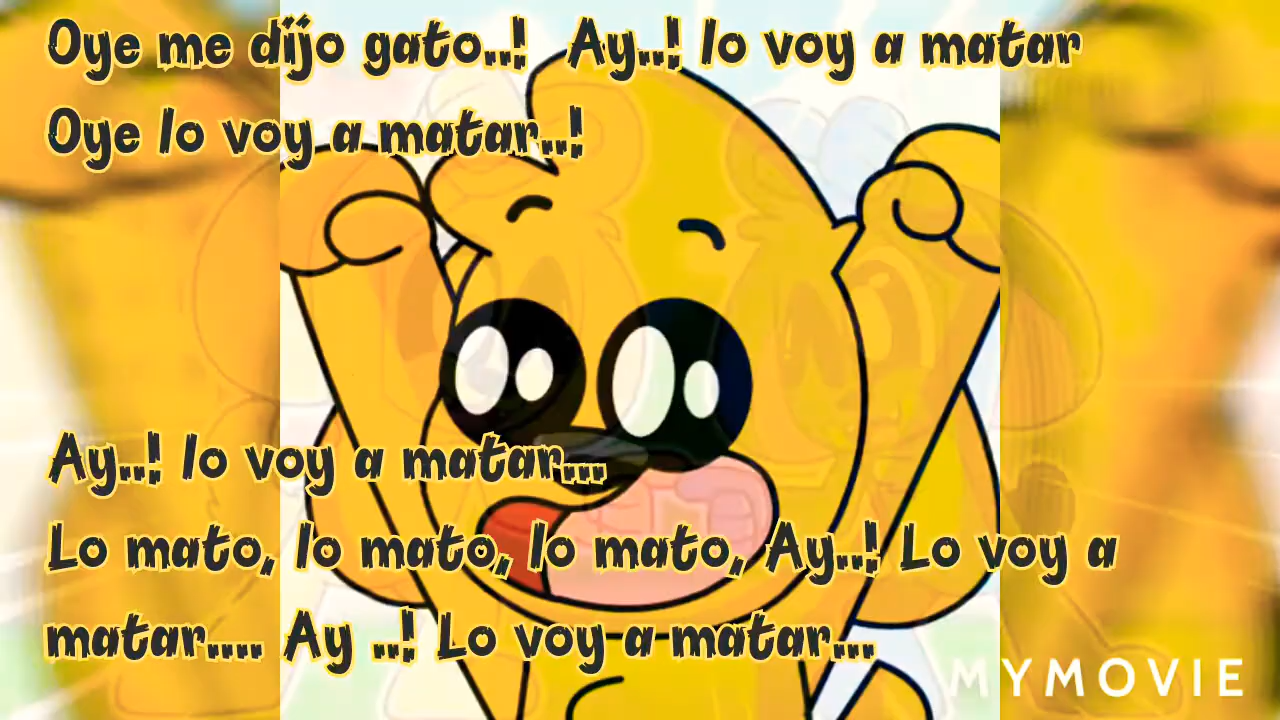 Oye me dijo gato..! Ay..! lo voy a matar
Oye lo voy a matar..!
Ay..! lo voy a matar...
Lo mato, lo mato, lo mato, Ay..! Lo voy a
matar.... Ay ..! Lo voy a matar...
MYMOVIE